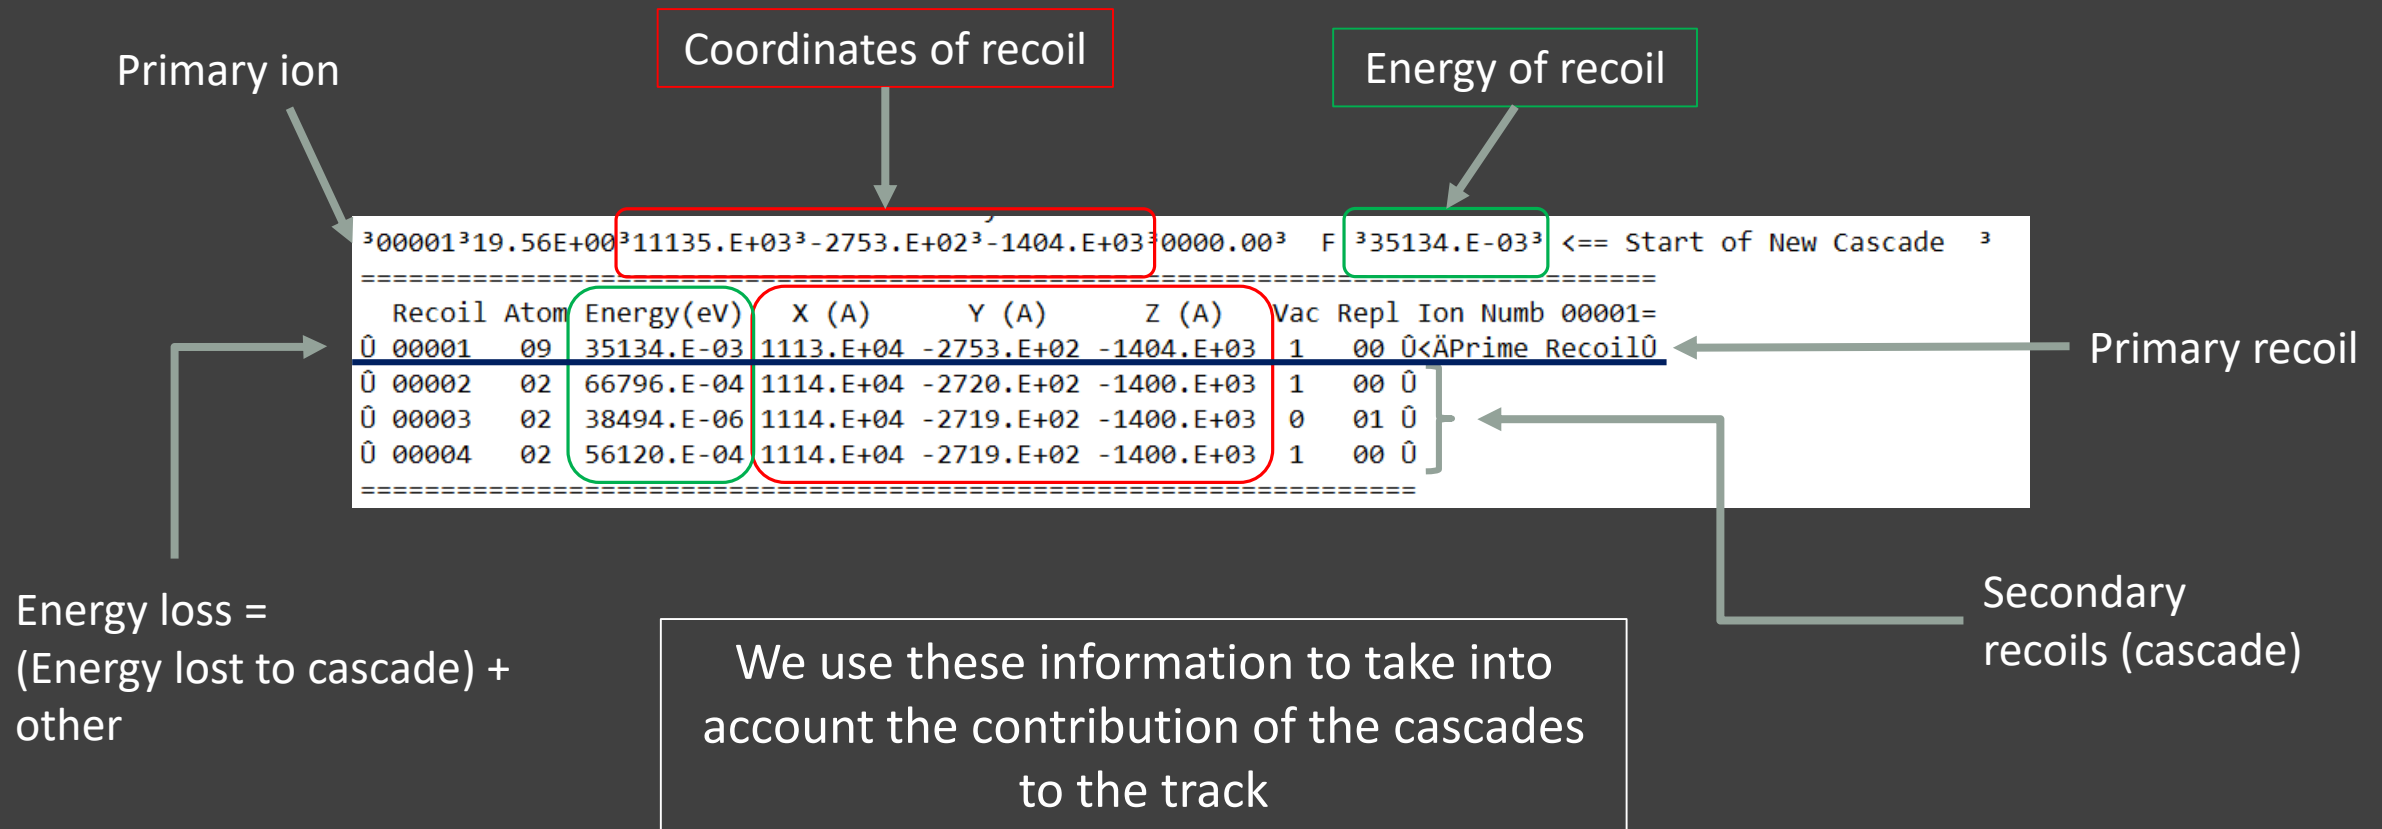 Primary ion
Coordinates of recoil
Energy of recoil
³00001³19.56E+00³11135.E+03³-2753.E+02³-1404.E+03³0000.00³  F ³35134.E-03³ <== Start of New Cascade  ³
=================================================================================
Recoil Atom Energy(eV)   X (A)      Y (A)      Z (A)   Vac Repl Ion Numb 00001=
Û 00001   09  35134.E-03 1113.E+04 -2753.E+02 -1404.E+03  1   00 Û<ÄPrime RecoilÛ
Û 00002   02  66796.E-04 1114.E+04 -2720.E+02 -1400.E+03  1   00 Û
Û 00003   02  38494.E-06 1114.E+04 -2719.E+02 -1400.E+03  0   01 Û
Û 00004   02  56120.E-04 1114.E+04 -2719.E+02 -1400.E+03  1   00 Û
==================================================================
Primary recoil
Energy loss =
(Energy lost to cascade) +
other
Secondary
recoils (cascade)
We use these information to take into
account the contribution of the cascades
to the track